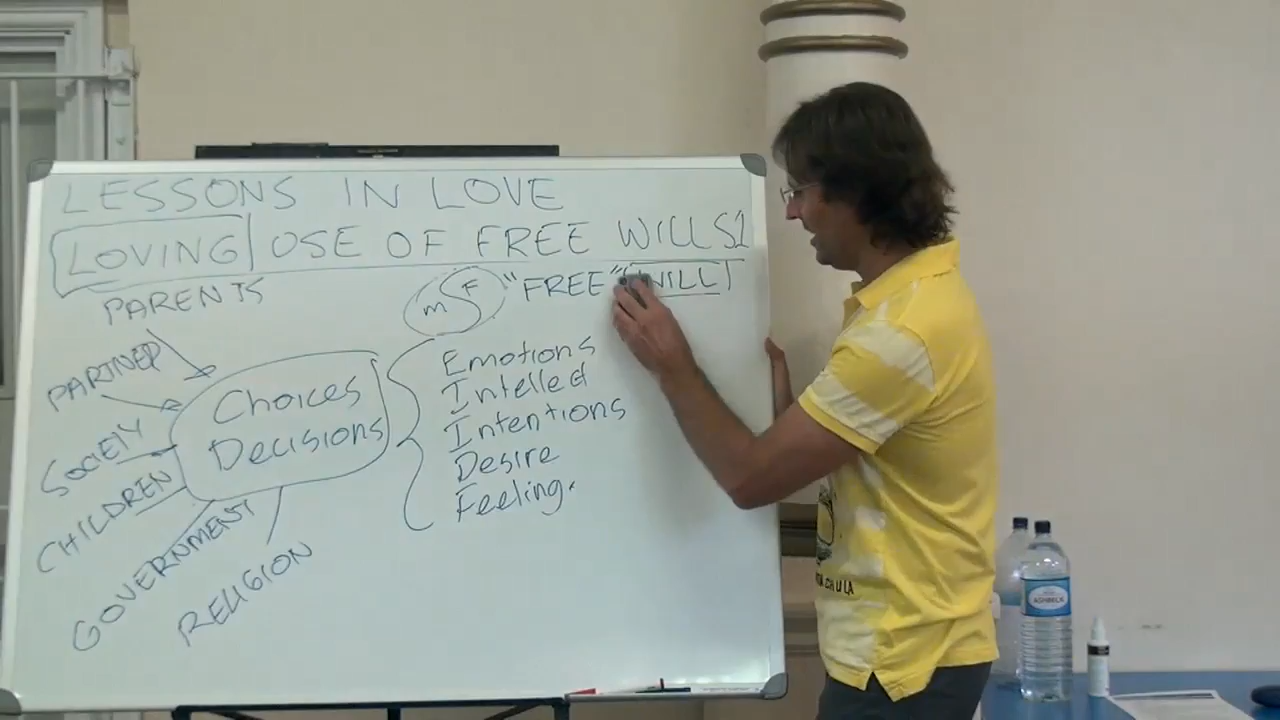 LESSONS IN LOVE
LOVING USE OF FREE WILLS1
PARENTS
m F "FREE" WILL
PARTNER
SOCIETY
CHILDREN
GOVERNMENT
RELIGION
Choices
Decisions
Emotions
Intellect
Intentions
Desire
Feeling.